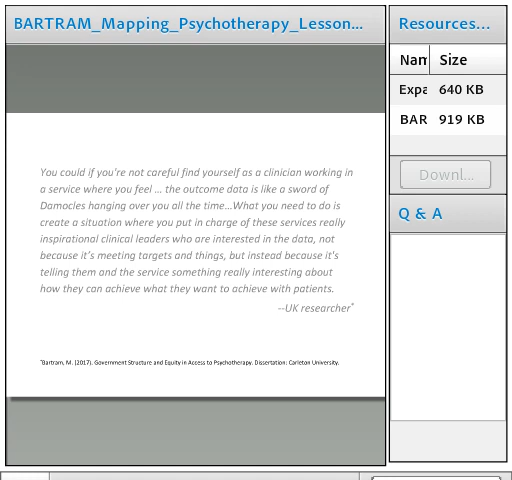 BARTRAM_Mapping_Psychotherapy_Lesson...
You could if you're not careful find yourself as a clinician working in
a service where you feel ... the outcome data is like a sword of
Damocles hanging over you all the time...What you need to do is
create a situation where you put in charge of these services really
inspirational clinical leaders who are interested in the data, not
because it's meeting targets and things, but instead because it's
telling them and the service something really interesting about
how they can achieve what they want to achieve with patients.
--UK researcher*
*Bartram, M. (2017). Government Structure and Equity in Access to Psychotherapy. Dissertation: Carleton University.
Resources...
Nam Size
Expa 640 KB
BAR 919 KB
Downl...
Q & A